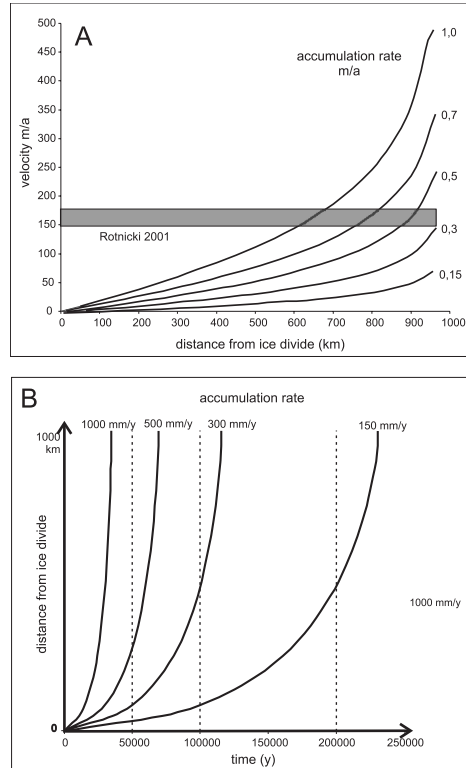 A
accumulation rate
m/a
velocity m/a
500
450
400
350
300
250
200
150
100
50
0
1,0
0,7
0,5
0,3
0,15
Rotnicki 2001
0 100 200 300 400 500 600 700 800 900 1000
distance from ice divide (km)
B
accumulation rate
1000
km
1000 mm/y 500 mm/y 300 mm/y 150 mm/y
distance from ice divide
1000 mm/y
0
0 50000 100000 150000 200000 250000
time (y)